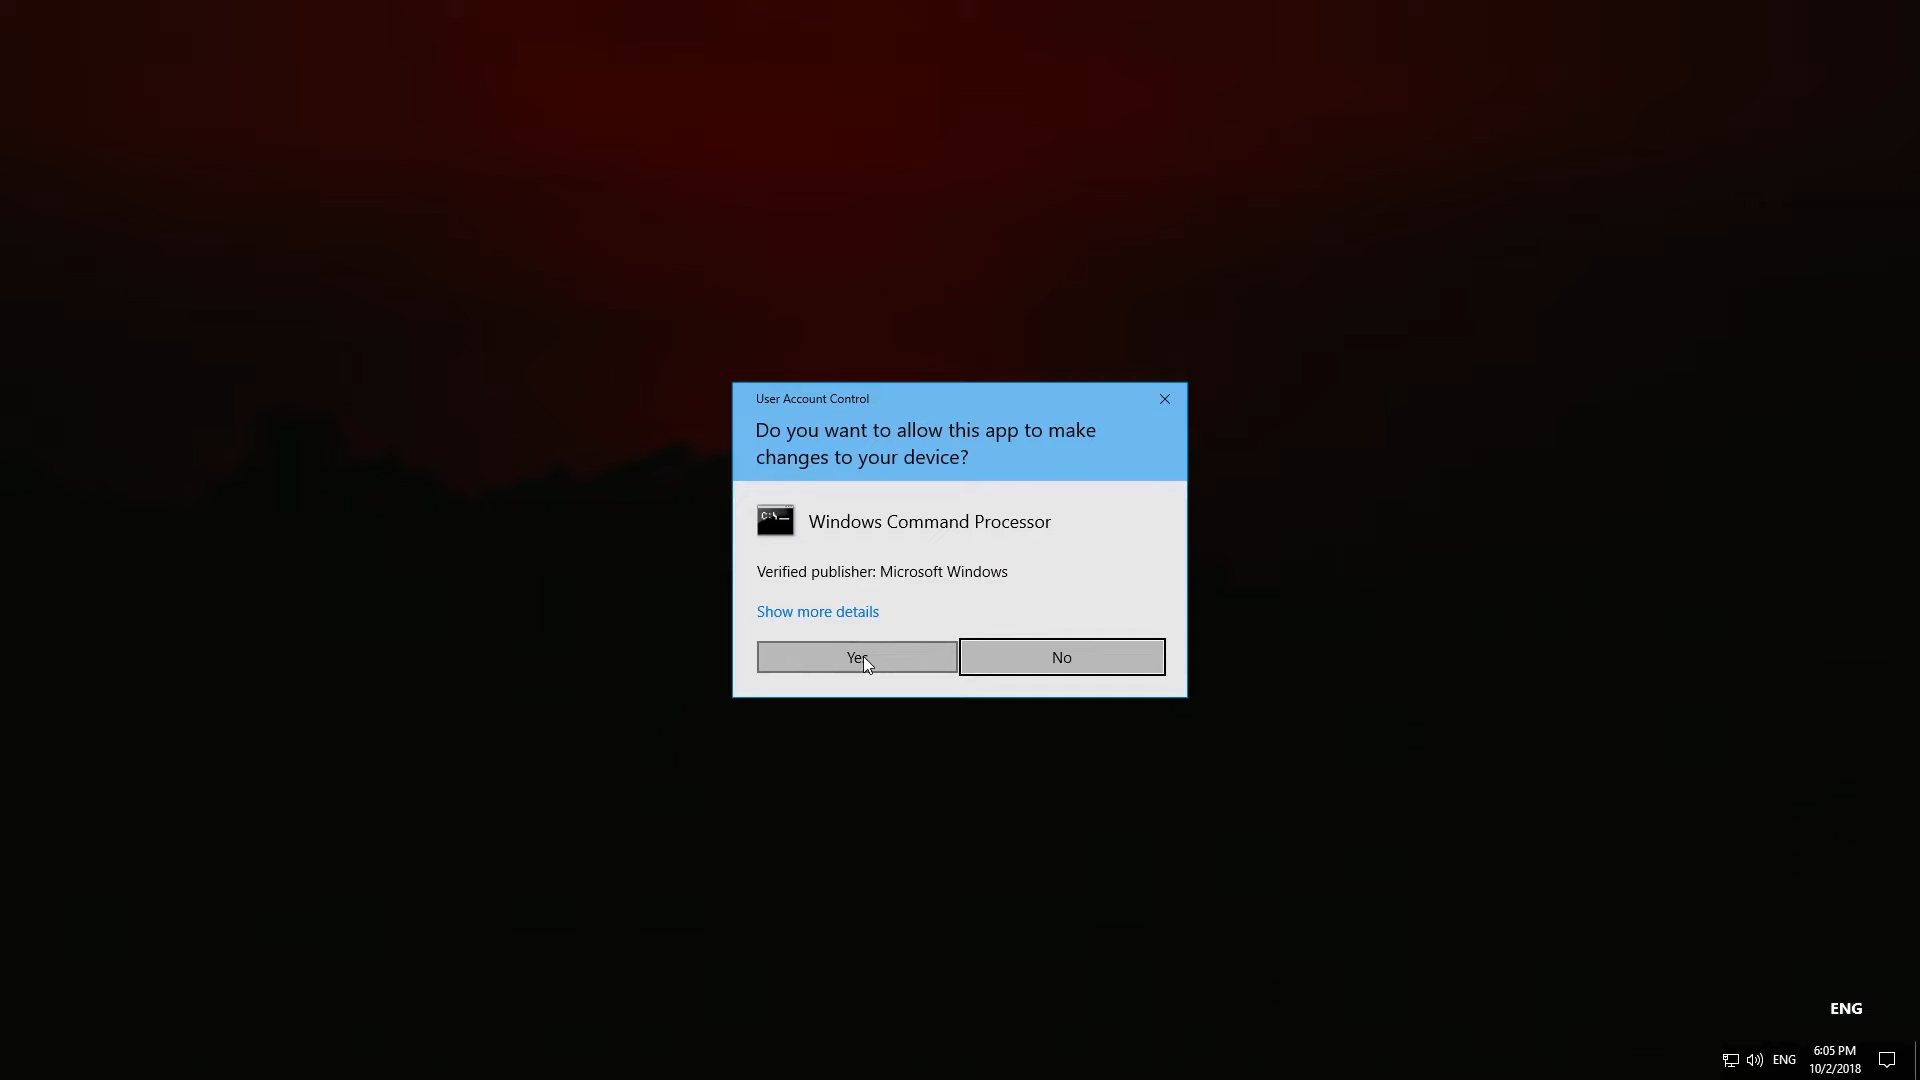 User Account Control
Do you want to allow this app to make
changes to your device?
C:\_
Windows Command Processor
Verified publisher: Microsoft Windows
Show more details
Yes
No
ENG
ENG
6:05 PM
10/2/2018